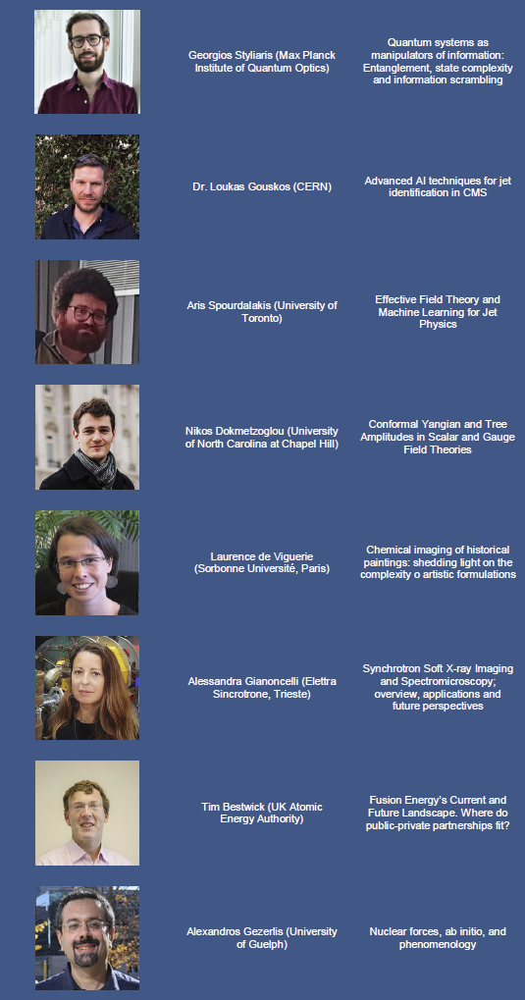 Georgios Styliaris (Max Planck
Institute of Quantum Optics)
Quantum systems as
manipulators of information:
Entanglement, state complexity
and information scrambling
Dr. Loukas Gouskos (CERN)
Advanced AI techniques for jet
identification in CMS
Aris Spourdalakis (University of
Toronto)
Effective Field Theory and
Machine Learning for Jet
Physics
Nikos Dokmetzoglou (University
of North Carolina at Chapel Hill)
Conformal Yangian and Tree
Amplitudes in Scalar and Gauge
Field Theories
Laurence de Viguerie
(Sorbonne Université, Paris)
Chemical imaging of historical
paintings: shedding light on the
complexity o artistic formulations
Alessandra Gianoncelli (Elettra
Sincrotrone, Trieste)
Synchrotron Soft X-ray Imaging
and Spectromicroscopy;
overview, applications and
future perspectives
Tim Bestwick (UK Atomic
Energy Authority)
Fusion Energy's Current and
Future Landscape. Where do
public-private partnerships fit?
Alexandros Gezerlis (University
of Guelph)
Nuclear forces, ab initio, and
phenomenology